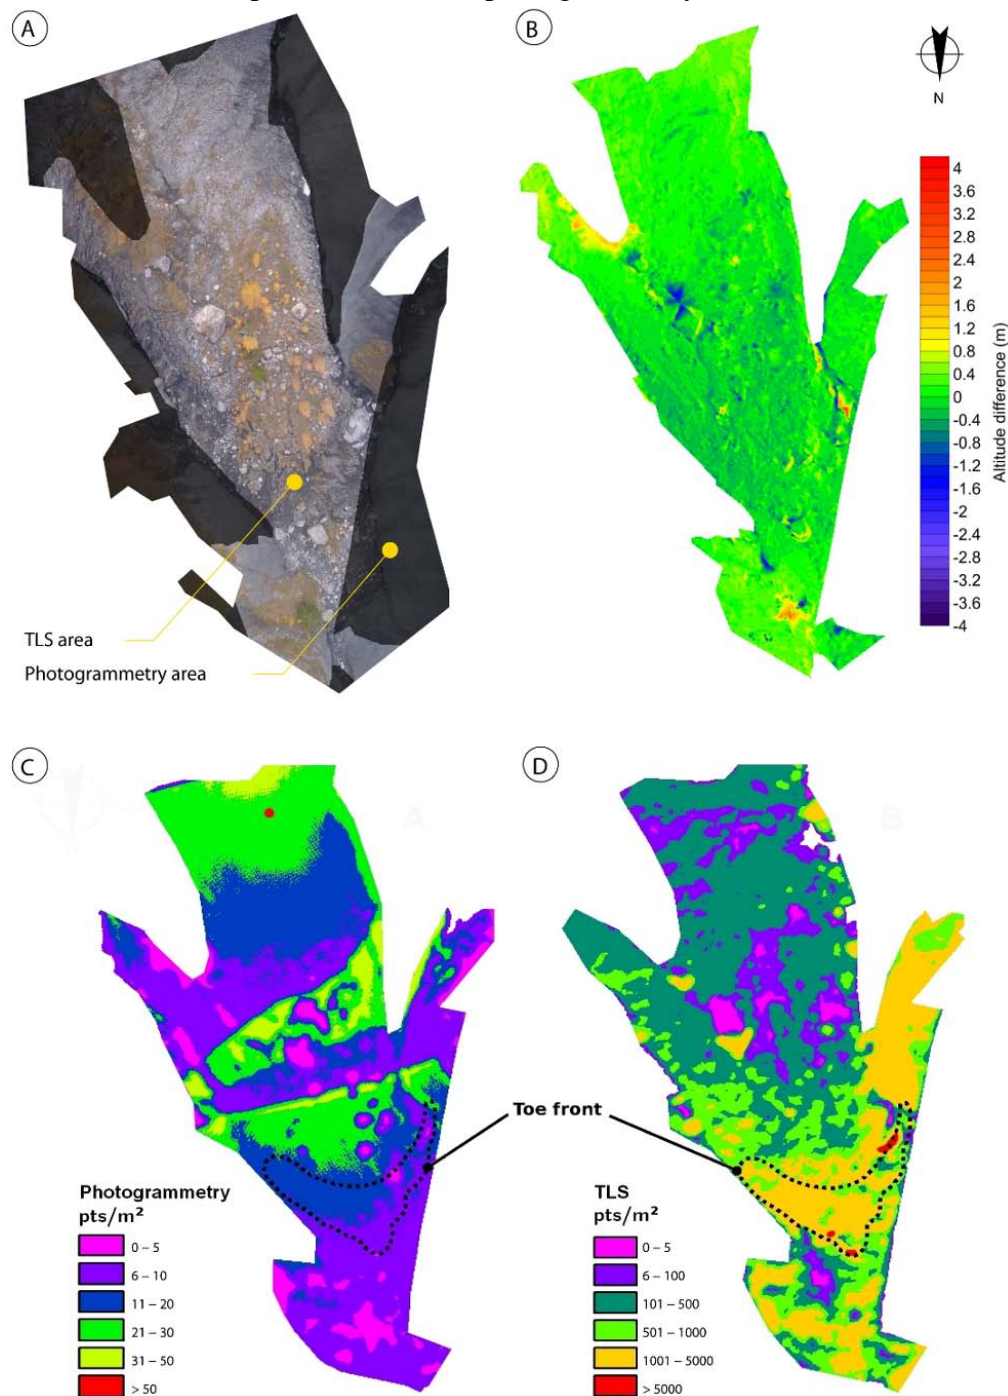 A
B
N
4
3.6
3.2
2.8
2.4
2
1.6
1.2
0.8
0.4
0
-0.4
-0.8
-1.2
-1.6
-2
-2.4
-2.8
-3.2
-3.6
-4
Altitude difference (m)
TLS area
Photogrammetry area
C
D
A
B
Toe front
Photogrammetry
pts/m²
0 – 5
6 – 10
11 – 20
21 – 30
31 – 50
> 50
TLS
pts/m²
0 – 5
6 – 100
101 – 500
501 – 1000
1001 – 5000
> 5000